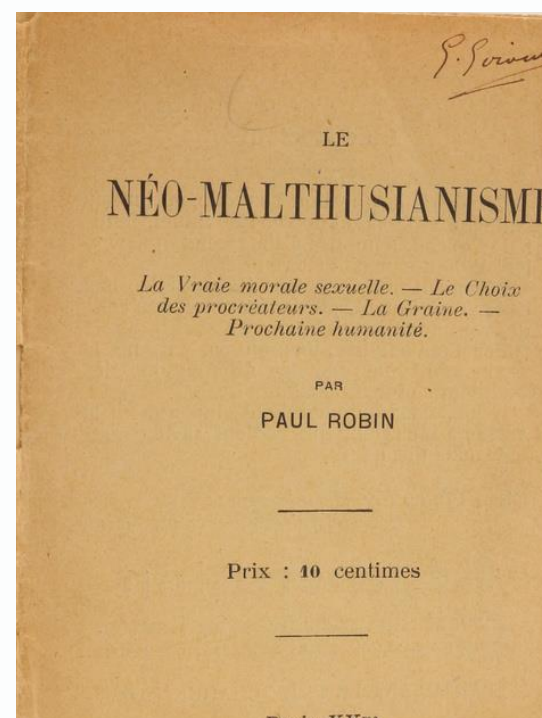 LE
NÉO-MALTHUSIANISM
La Vraie morale sexuelle. — Le Choix
des procréateurs. — La Graine. —
Prochaine humanité.
PAR
PAUL ROBIN
Prix : 10 centimes